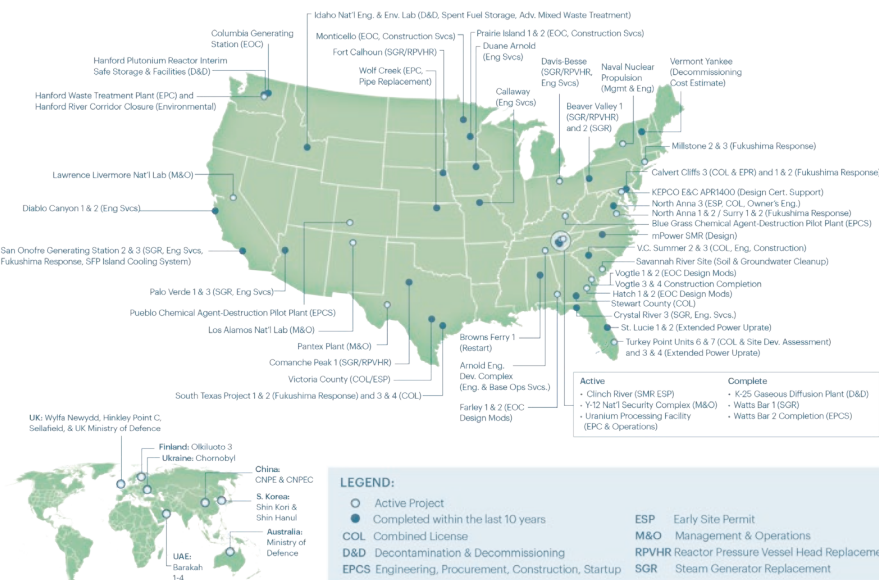 Idaho Nat'l Eng. & Env. Lab (D&D, Spent Fuel Storage, Adv. Mixed Waste Treatment)
Columbia Generating
Station (EOC)
Monticello (EOC, Construction Svcs)
Prairie Island 1 & 2 (EOC, Construction Svcs)
Duane Arnold
(Eng Svcs)
Fort Calhoun (SGR/RPVHR)
Hanford Plutonium Reactor Interim
Safe Storage & Facilities (D&D)
Wolf Creek (EPC,
Pipe Replacement)
Callaway
(Eng Svcs)
Davis-Besse
(SGR/RPVHR,
Eng Svcs)
Naval Nuclear
Propulsion
(Mgmt & Eng)
Vermont Yankee
(Decommissioning
Cost Estimate)
Hanford Waste Treatment Plant (EPC) and
Hanford River Corridor Closure (Environmental)
Beaver Valley 1
(SGR/RPVHR)
and 2 (SGR)
Millstone 2 & 3 (Fukushima Response)
Lawrence Livermore Nat'l Lab (M&O)
Calvert Cliffs 3 (COL & EPR) and 1 & 2 (Fukushima Response)
KEPCO E&C APR1400 (Design Cert. Support)
Diablo Canyon 1 & 2 (Eng Svcs)
North Anna 3 (ESP, COL, Owner's Eng.)
North Anna 1 & 2 / Surry 1 & 2 (Fukushima Response)
Blue Grass Chemical Agent-Destruction Pilot Plant (EPCS)
mPower SMR (Design)
San Onofre Generating Station 2 & 3 (SGR, Eng Svcs,
Fukushima Response, SFP Island Cooling System)
V.C. Summer 2 & 3 (COL, Eng, Construction)
Savannah River Site (Soil & Groundwater Cleanup)
Vogtle 1 & 2 (EOC Design Mods)
Vogtle 3 & 4 Construction Completion
Palo Verde 1 & 3 (SGR, Eng Svcs)
Hatch 1 & 2 (EOC Design Mods)
Stewart County (COL)
Pueblo Chemical Agent-Destruction Pilot Plant (EPCS)
Crystal River 3 (SGR, Eng. Svcs.)
Los Alamos Nat'l Lab (M&O)
St. Lucie 1 & 2 (Extended Power Uprate)
Pantex Plant (M&O)
Browns Ferry 1
(Restart)
Turkey Point Units 6 & 7 (COL & Site Dev. Assessment)
and 3 & 4 (Extended Power Uprate)
Comanche Peak 1 (SGR/RPVHR)
Arnold Eng.
Dev. Complex
(Eng. & Base Ops Svcs.)
Victoria County (COL/ESP)
South Texas Project 1 & 2 (Fukushima Response) and 3 & 4 (COL)
Farley 1 & 2 (EOC
Design Mods)
Active
• Clinch River (SMR ESP)
• Y-12 Nat'l Security Complex (M&O)
• Uranium Processing Facility
(EPC & Operations)
Complete
• K-25 Gaseous Diffusion Plant (D&D)
• Watts Bar 1 (SGR)
• Watts Bar 2 Completion (EPCS)
UK: Wylfa Newydd, Hinkley Point C,
Sellafield, & UK Ministry of Defence
Finland: Olkiluoto 3
Ukraine: Chornobyl
China:
CNPE & CNPEC
S. Korea:
Shin Kori &
Shin Hanul
Australia:
Ministry of
Defence
UAE:
Barakah
1-4
LEGEND:
Active Project
Completed within the last 10 years
COL Combined License
D&D Decontamination & Decommissioning
EPCS Engineering, Procurement, Construction, Startup
ESP Early Site Permit
M&O Management & Operations
RPVHR Reactor Pressure Vessel Head Replaceme
SGR Steam Generator Replacement